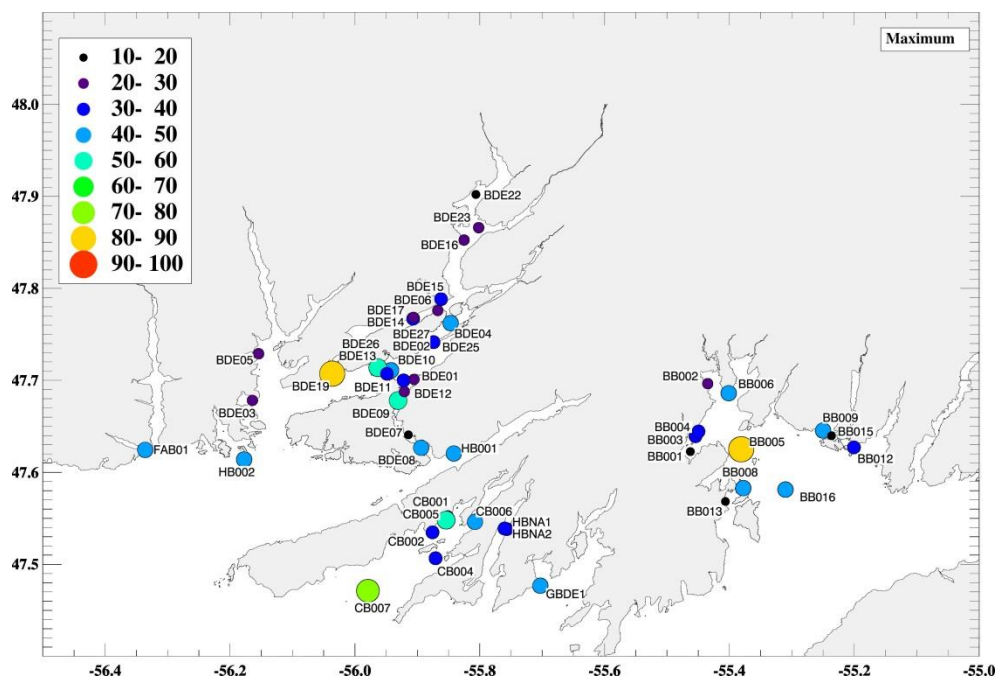 Maximum
10- 20
20- 30
30- 40
40- 50
50- 60
60- 70
70- 80
80- 90
90- 100
48.0
47.9
47.8
47.7
47.6
47.5
BDE22
BDE23
BDE16
BDE15
BDE06
BDE17
BDE14
BDE04
BDE27
BDE02
BDE25
BDE26
BDE13
BDE10
BDE05
BDE19
BDE11
BDE01
BDE12
BDE03
BDE09
BDE07
BDE08
HB001
FAB01
HB002
BB002
BB006
BB009
BB015
BB004
BB003
BB005
BB001
BB012
BB008
BB016
BB013
CB001
CB005
CB006
HBNA1
HBNA2
CB002
CB004
CB007
GBDE1
-56.4
-56.2
-56.0
-55.8
-55.6
-55.4
-55.2
-55.0